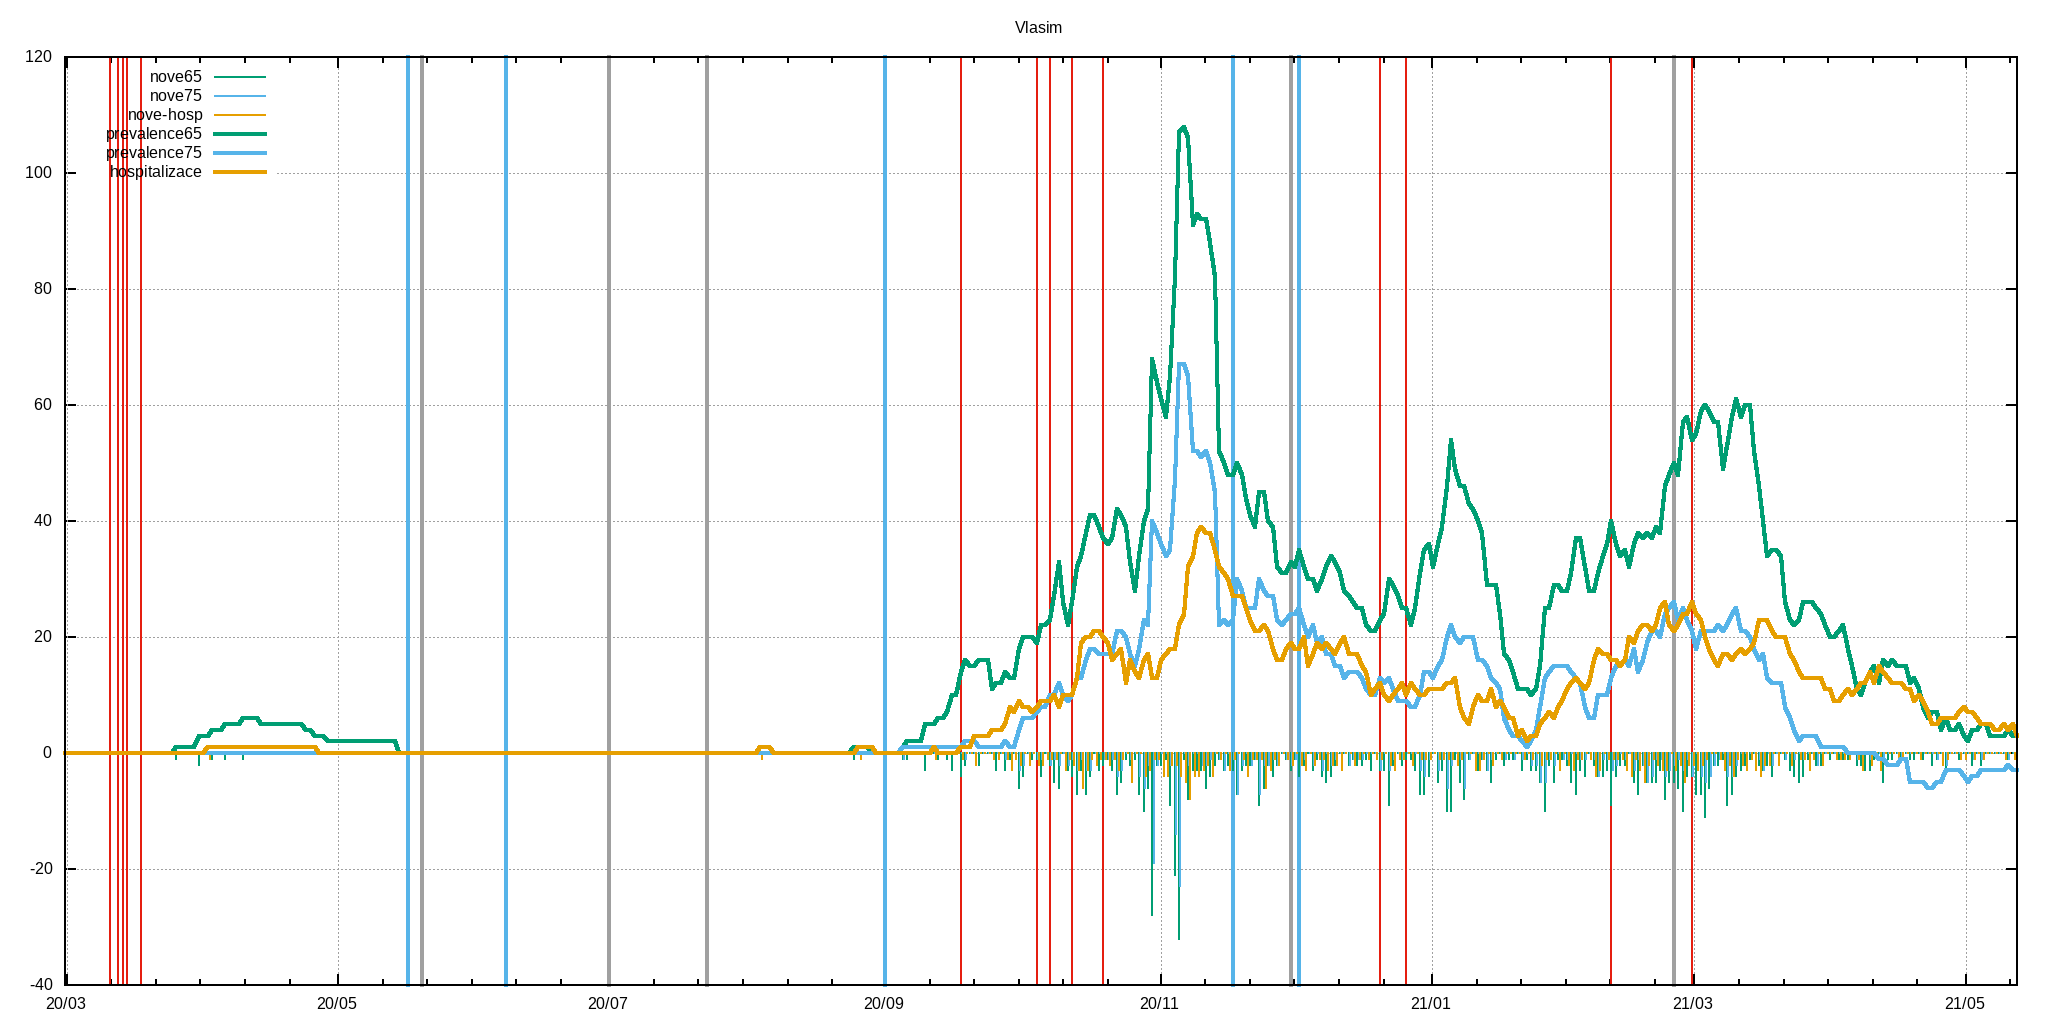 Vlasim
120
nove65
nove75
nove-hosp
prevalence65
prevalence75
hospitalizace
100
80
60
40
20
0
-20
-40
20/03 20/05 20/07 20/09 20/11 21/01 21/03 21/05